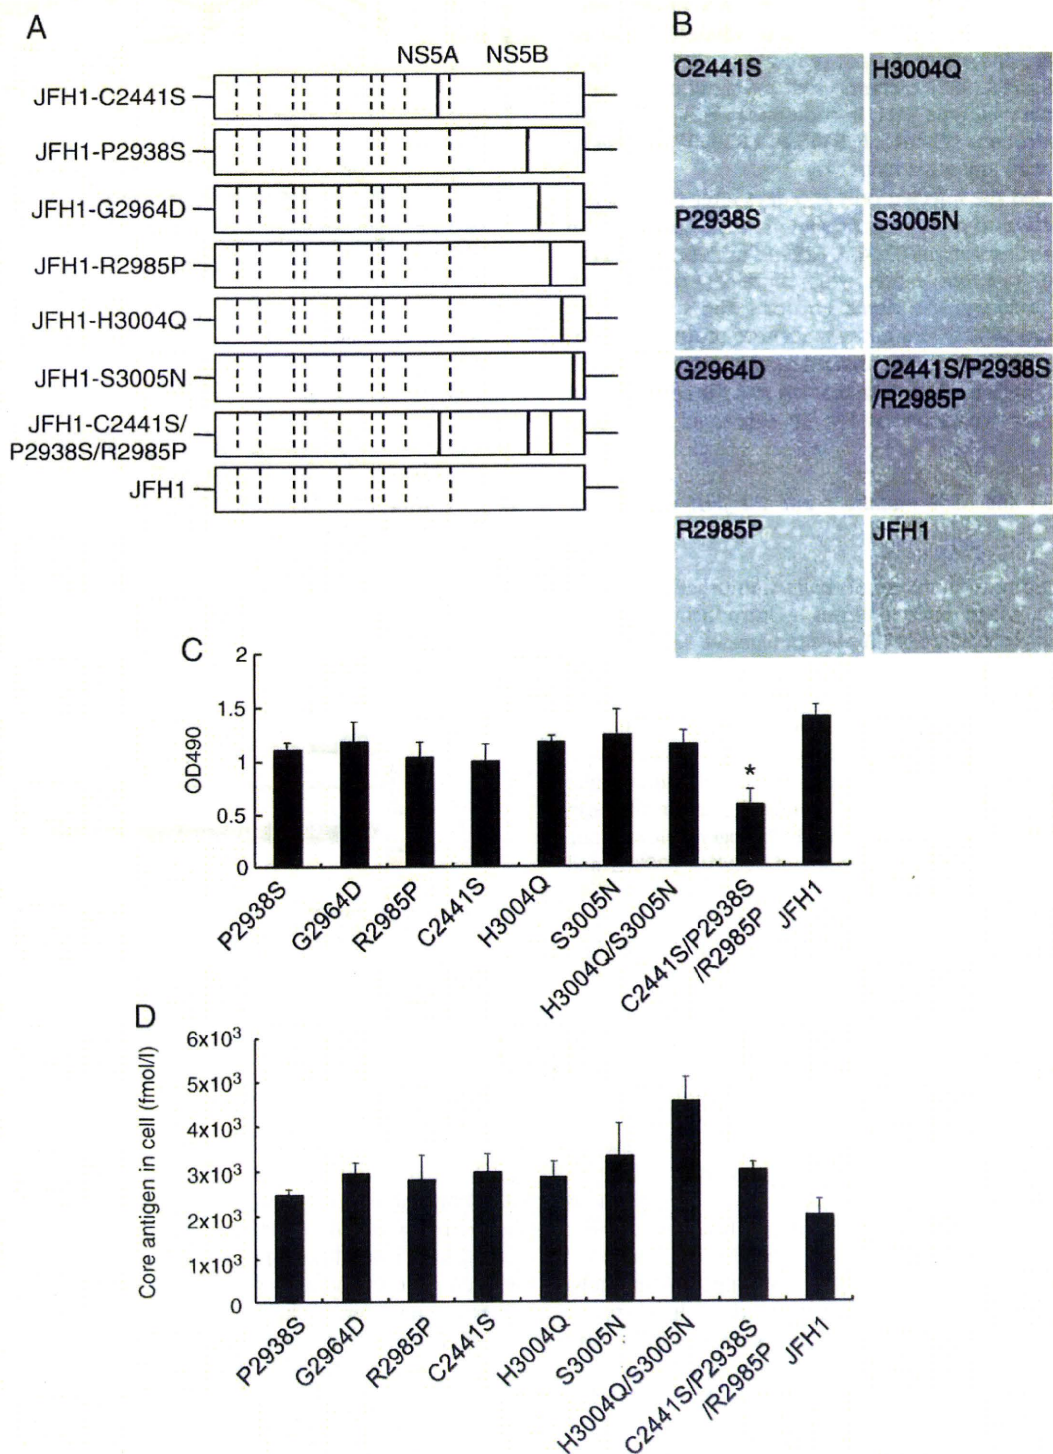 A
NS5A NS5B
JFH1-C2441S
JFH1-P2938S
JFH1-G2964D
JFH1-R2985P
JFH1-H3004Q
JFH1-S3005N
JFH1-C2441S/
P2938S/R2985P
JFH1
B
C2441S H3004Q
P2938S S3005N
G2964D C2441S/P2938S
/R2985P
R2985P JFH1
C
OD490
2
1.5
1
0.5
0
*
P2938S
G2964D
R2985P
C2441S
H3004Q
S3005N
H3004Q/S3005N
C2441S/P2938S
/R2985P
JFH1
D
Core antigen in cell (fmol/l)
6x10³
5x10³
4x10³
3x10³
2x10³
1x10³
0
P2938S
G2964D
R2985P
C2441S
H3004Q
S3005N
H3004Q/S3005N
C2441S/P2938S
/R2985P
JFH1